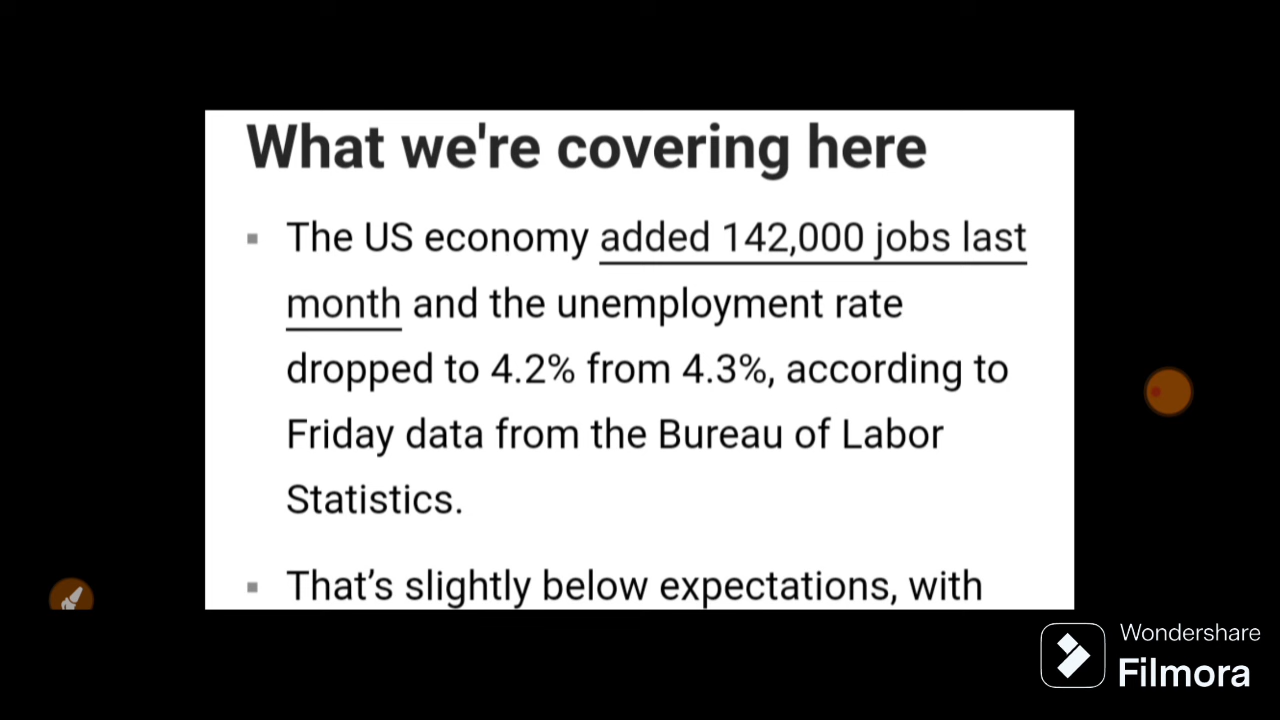 What we're covering here
▪ The US economy added 142,000 jobs last
month and the unemployment rate
dropped to 4.2% from 4.3%, according to
Friday data from the Bureau of Labor
Statistics.
▪ That’s slightly below expectations, with
Wondershare
Filmora